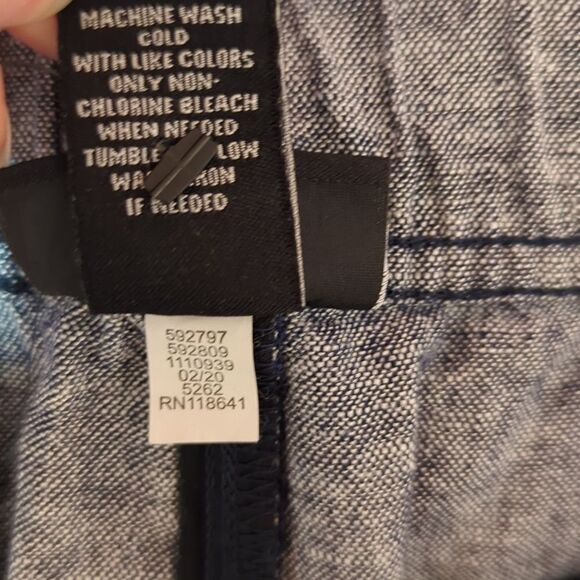 MACHINE WASH
COLD
WITH LIKE COLORS
ONLY NON-
CHLORINE BLEACH
WHEN NEEDED
TUMBLE LOW
IF NEEDED
592797
592809
1110939
02/20
5262
RN118641